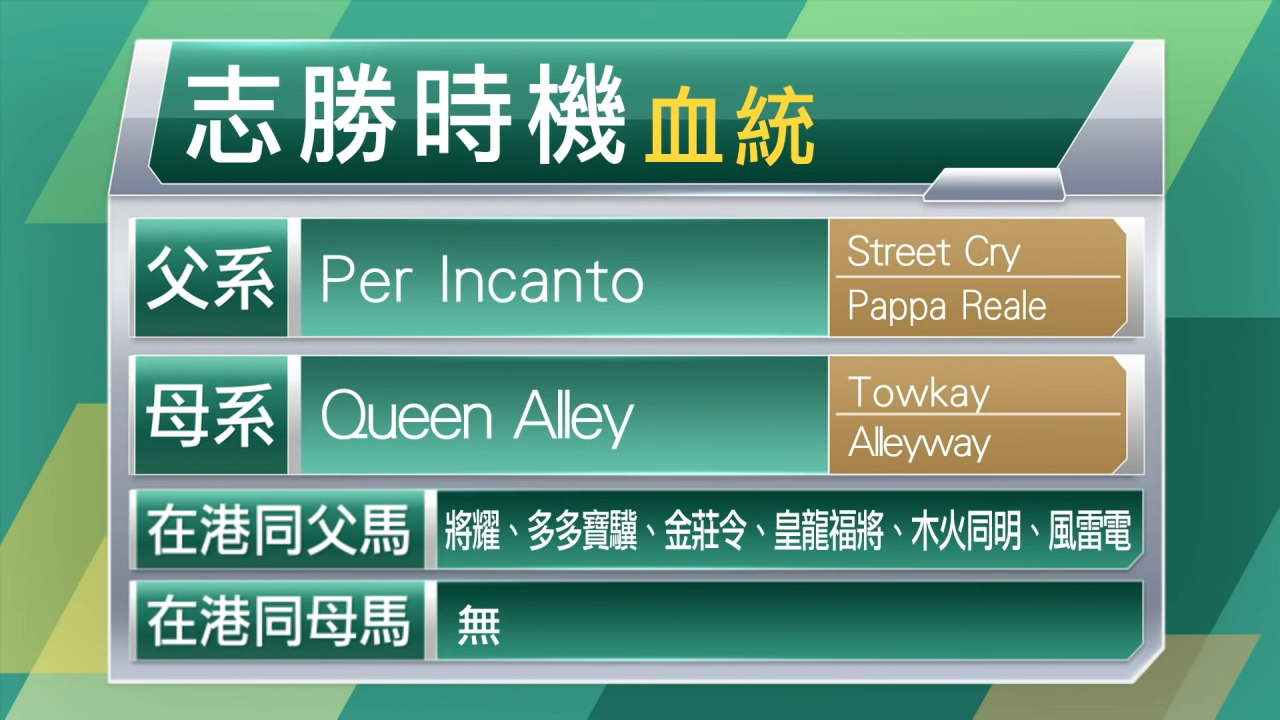 志勝時機 血統
父系 Per Incanto
Street Cry
Pappa Reale
母系 Queen Alley
Towkay
Alleyway
在港同父馬 將耀、多多寶驥、金莊令、皇龍福將、木火同明、風雷電
在港同母馬 無